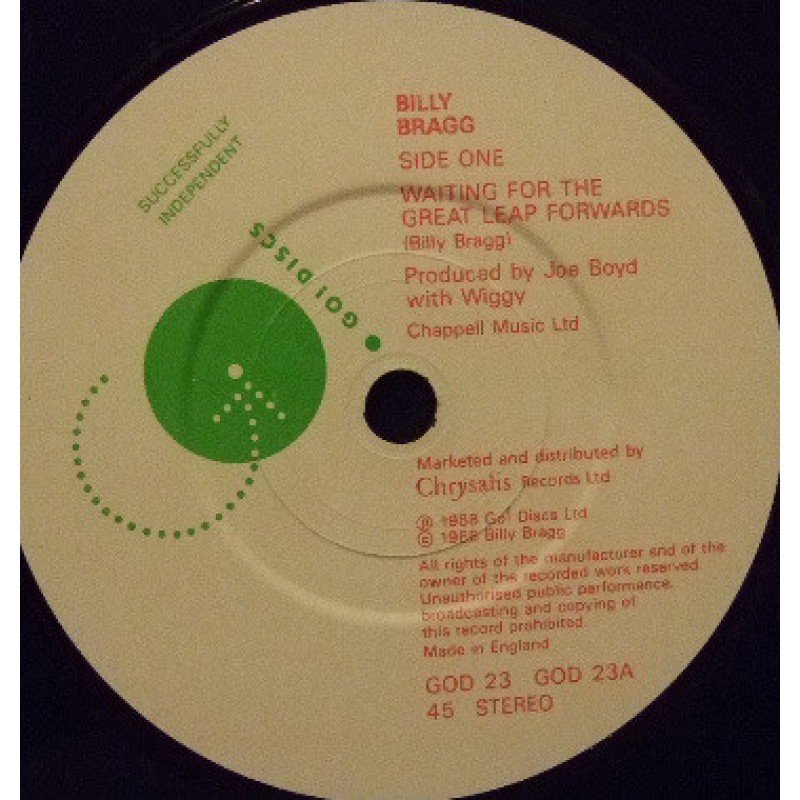 SUCCESSFULLY
INDEPENDENT
GO! DISCS
BILLY
BRAGG
SIDE ONE
WAITING FOR THE
GREAT LEAP FORWARDS
(Billy Bragg)
Produced by Joe Boyd
with Wiggy
Chappell Music Ltd
Marketed and distributed by
Chrysalis Records Ltd
℗ 1988 Go! Discs Ltd
© 1988 Billy Bragg
All rights of the manufacturer and of the
owner of the recorded work reserved
Unauthorised public performance,
broadcasting and copying of
this record prohibited.
Made in England
GOD 23 GOD 23A
45 STEREO